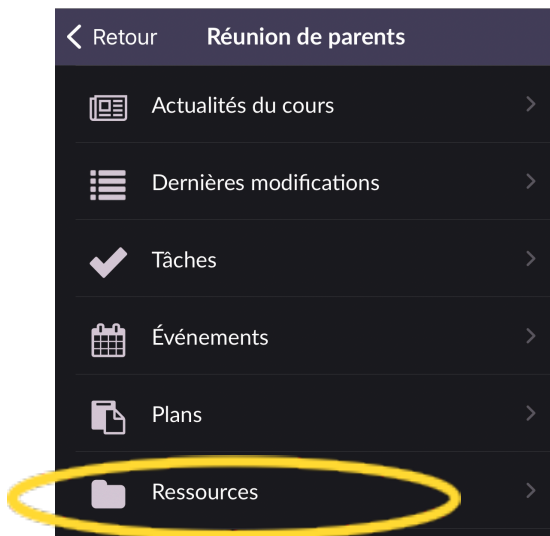 Retour Réunion de parents
Actualités du cours
Dernières modifications
Tâches
Événements
Plans
Ressources